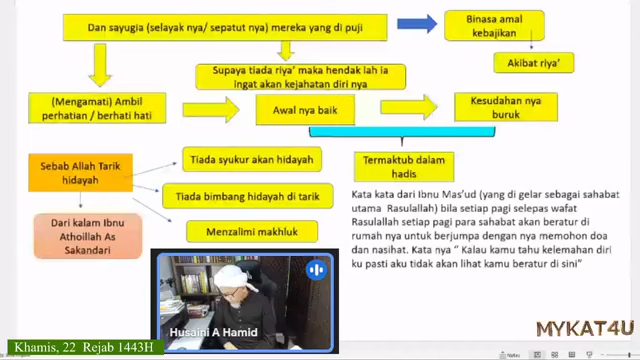 Dan sayugia (selayak nya/ sepatut nya) mereka yang di puji
Binasa amal
kebajikan
Akibat riya’
Supaya tiada riya’ maka hendak lah ia
ingat akan kejahatan diri nya
(Mengamati) Ambil
perhatian / berhati hati
Awal nya baik
Kesudahan nya
buruk
Sebab Allah Tarik
hidayah
Tiada syukur akan hidayah
Termaktub dalam
hadis
Tiada bimbang hidayah di tarik
Dari kalam Ibnu
Athoillah As
Sakandari
Menzalimi makhluk
Kata kata dari Ibnu Mas’ud (yang di gelar sebagai sahabat
utama Rasulallah) bila setiap pagi selepas wafat
Rasulallah setiap pagi para sahabat akan beratur di
rumah nya untuk berjumpa dengan nya memohon doa
dan nasihat. Kata nya “ Kalau kamu tahu kelemahan diri
ku pasti aku tidak akan lihat kamu beratur di sini”
Husaini A Hamid
MYKAT4U
Khamis, 22 Rejab 1443H
Notes